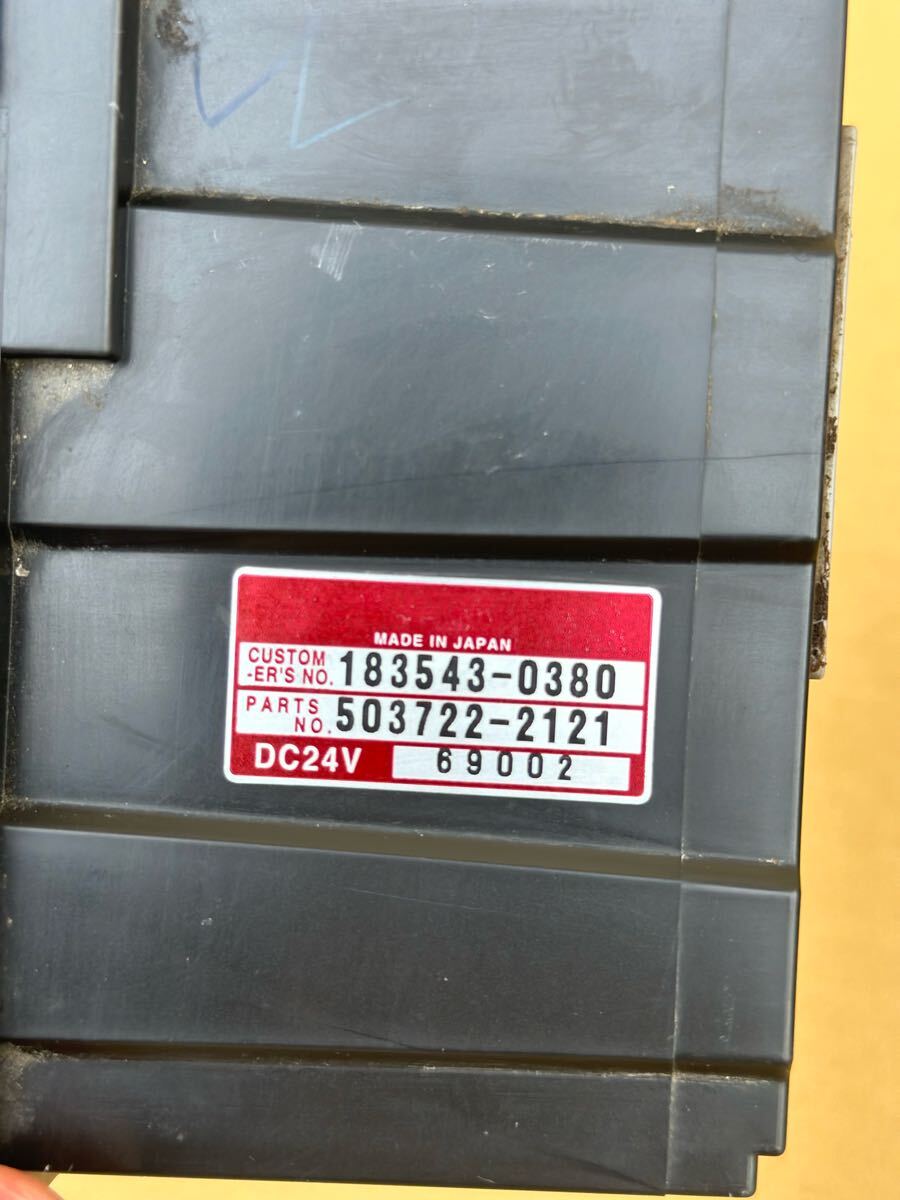 MADE IN JAPAN
CUSTOM
-ER'S NO. 183543-0380
PARTS
NO. 503722-2121
DC24V 69002